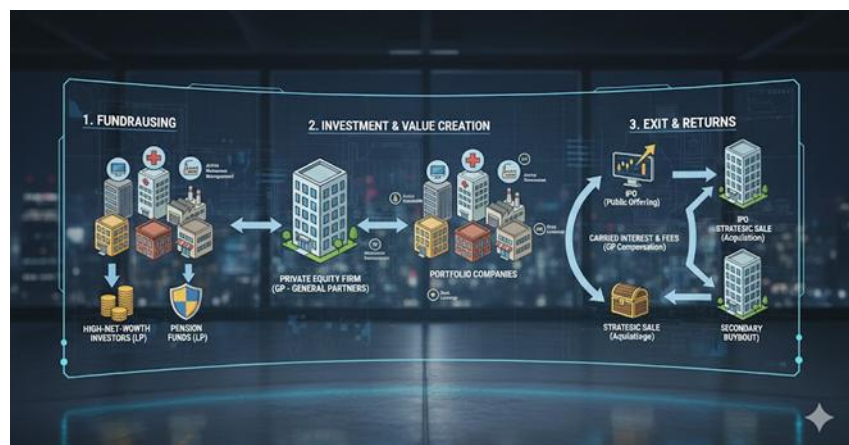 1. FUNDRAUSING
2. INVESTMENT & VALUE CREATION
3. EXIT & RETURNS
HIGH-NET-WOWTH
INVESTORS (LP)
PENSION
FUNDS (LP)
PRIVATE EQUITY FIRM
(GP - GENERAL PARTNERS)
PORTFOLIO COMPANIES
IPO
(Public Offering)
CARRIED INTEREST & FEES
(GP Compensation)
STRATEGIC SALE
IPO
STRATESIC SALE
SECONDARY
BUYBOUT)